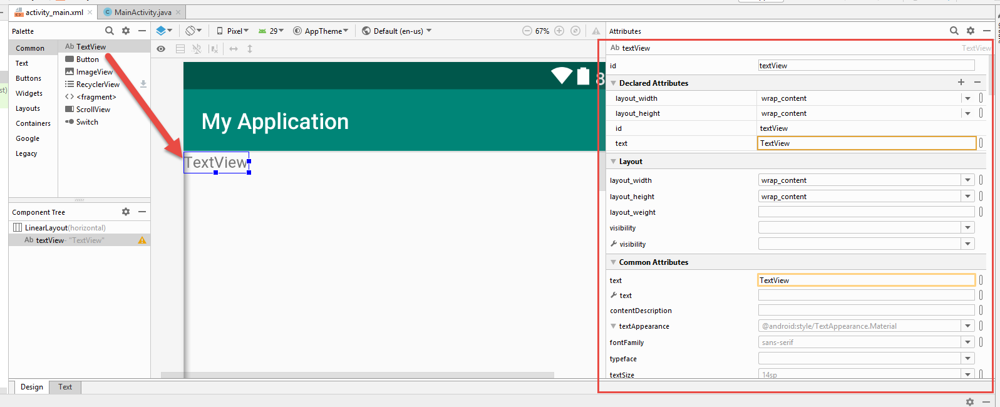 activity_main.xml
MainActivity.java
Palette
Pixel
29
AppTheme
Default (en-us)
67%
Attributes
Common
Text
Buttons
Widgets
Layouts
Containers
Google
Legacy
Ab TextView
Button
ImageView
RecyclerView
<fragment>
ScrollView
Switch
Component Tree
LinearLayout(horizontal)
Ab textView- "TextView"
8
My Application
TextView
Ab textView TextView
id textView
Declared Attributes
layout_width wrap_content
layout_height wrap_content
id textView
text TextView
Layout
layout_width wrap_content
layout_height wrap_content
layout_weight
visibility
visibility
Common Attributes
text TextView
text
contentDescription
textAppearance @android:style/TextAppearance.Material
fontFamily sans-serif
typeface
textSize 14sp
Design Text